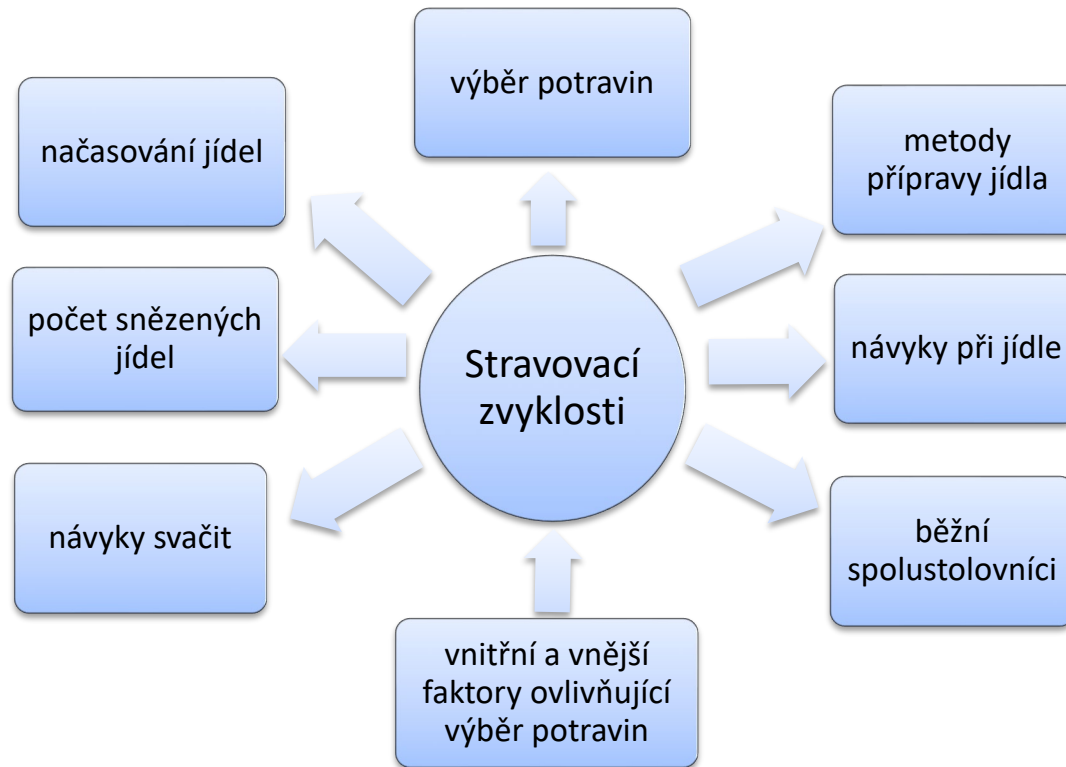 výběr potravin
načasování jídel
metody
přípravy jídla
počet snězených
jídel
Stravovací
zvyklosti
návyky při jídle
návyky svačit
běžní
spolustolovníci
vnitřní a vnější
faktory ovlivňující
výběr potravin